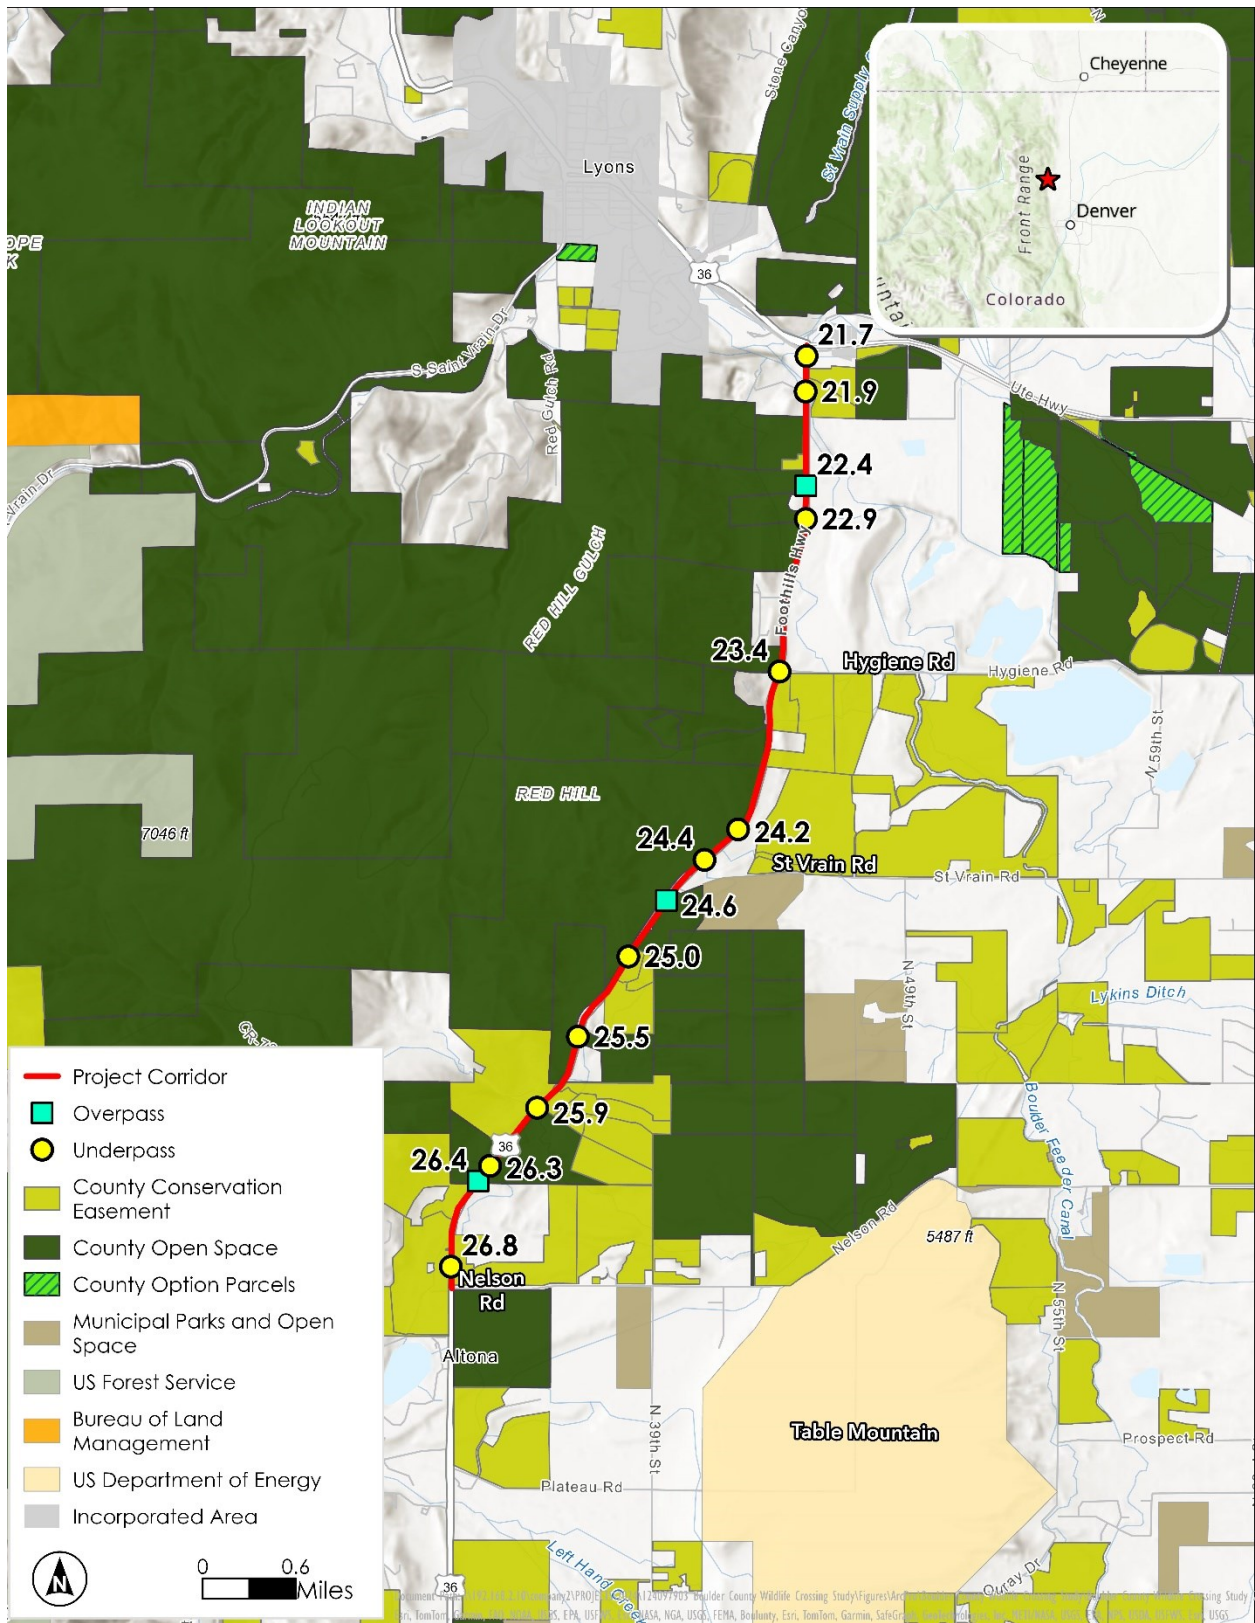 Lyons
Stone Canyo
St Vrain Supply C
N
Cheyenne
Front Range
Denver
Colorado
untai
INDIAN
LOOKOUT
MOUNTAIN
OPE
K
36
S Saint Vrain Dr
Red Gulch Rd
Vrain Dr
21.7
21.9
Ute Hwy
22.4
22.9
Foothills Hwy
RED HILL GULCH
23.4
Hygiene Rd
Hygiene Rd
N 59th St
RED HILL
7046 ft
24.2
24.4
St Vrain Rd
St Vrain Rd
24.6
25.0
N 49th St
Lykins Ditch
25.5
25.9
36
26.4
26.3
Boulder Feeder Canal
26.8
Nelson
Rd
Nelson Rd
5487 ft
N 55th St
Altona
Table Mountain
N 39th St
Prospect Rd
Plateau Rd
Left Hand Creek
Ouray Dr
36
Project Corridor
Overpass
Underpass
County Conservation
Easement
County Open Space
County Option Parcels
Municipal Parks and Open
Space
US Forest Service
Bureau of Land
Management
US Department of Energy
Incorporated Area
N
0 0.6
Miles